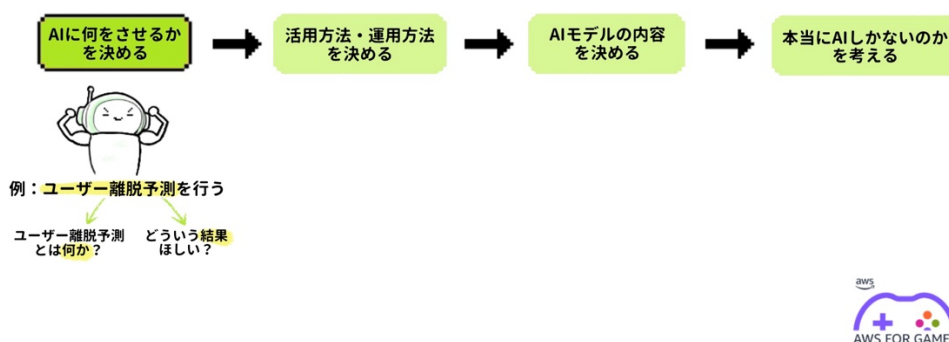 AIに何をさせるか
を決める
活用方法・運用方法
を決める
AIモデルの内容
を決める
本当にAIしかないのか
を考える
例：ユーザー離脱予測を行う
ユーザー離脱予測
とは何か？
どういう結果
ほしい？
aws
AWS FOR GAME